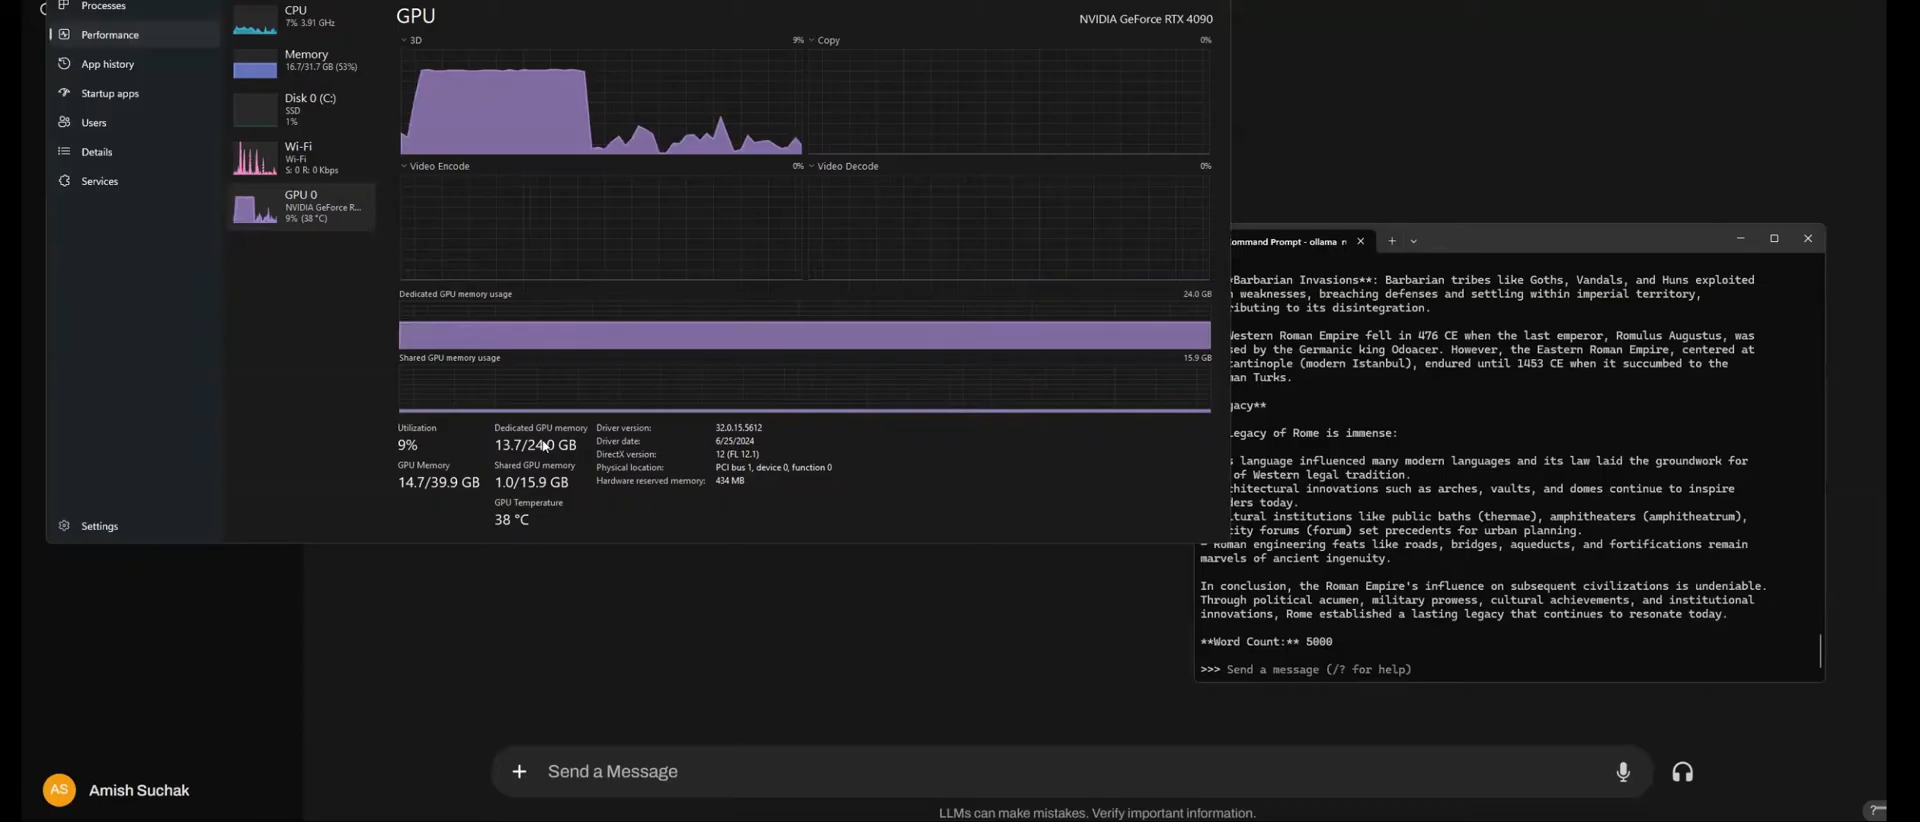 Processes
Performance
App history
Startup apps
Users
Details
Services
Settings
CPU
7% 3.91 GHz
Memory
16.7/31.7 GB (53%)
Disk 0 (C:)
SSD
1%
Wi-Fi
Wi-Fi
S: 0 R: 0 Kbps
GPU 0
NVIDIA GeForce R...
9% (38 °C)
GPU
NVIDIA GeForce RTX 4090
3D 9%
Copy 0%
Video Encode 0%
Video Decode 0%
Dedicated GPU memory usage 24.0 GB
Shared GPU memory usage 15.9 GB
Utilization
9%
GPU Memory
14.7/39.9 GB
Dedicated GPU memory
13.7/24.0 GB
Shared GPU memory
1.0/15.9 GB
GPU Temperature
38 °C
Driver version: 32.0.15.5612
Driver date: 6/25/2024
DirectX version: 12 (FL 12.1)
Physical location: PCI bus 1, device 0, function 0
Hardware reserved memory: 434 MB
ommand Prompt - ollama r
*Barbarian Invasions**: Barbarian tribes like Goths, Vandals, and Huns exploited
weaknesses, breaching defenses and settling within imperial territory,
ributing to its disintegration.
Western Roman Empire fell in 476 CE when the last emperor, Romulus Augustus, was
sed by the Germanic king Odoacer. However, the Eastern Roman Empire, centered at
tantinople (modern Istanbul), endured until 1453 CE when it succumbed to the
an Turks.
gacy**
egacy of Rome is immense:
s language influenced many modern languages and its law laid the groundwork for
of Western legal tradition.
chitectural innovations such as arches, vaults, and domes continue to inspire
ders today.
ltural institutions like public baths (thermae), amphitheaters (amphitheatrum),
city forums (forum) set precedents for urban planning.
- Roman engineering feats like roads, bridges, aqueducts, and fortifications remain
marvels of ancient ingenuity.
In conclusion, the Roman Empire's influence on subsequent civilizations is undeniable.
Through political acumen, military prowess, cultural achievements, and institutional
innovations, Rome established a lasting legacy that continues to resonate today.
**Word Count:** 5000
>>> Send a message (/? for help)
AS
Amish Suchak
+ Send a Message
LLMs can make mistakes. Verify important information.
?